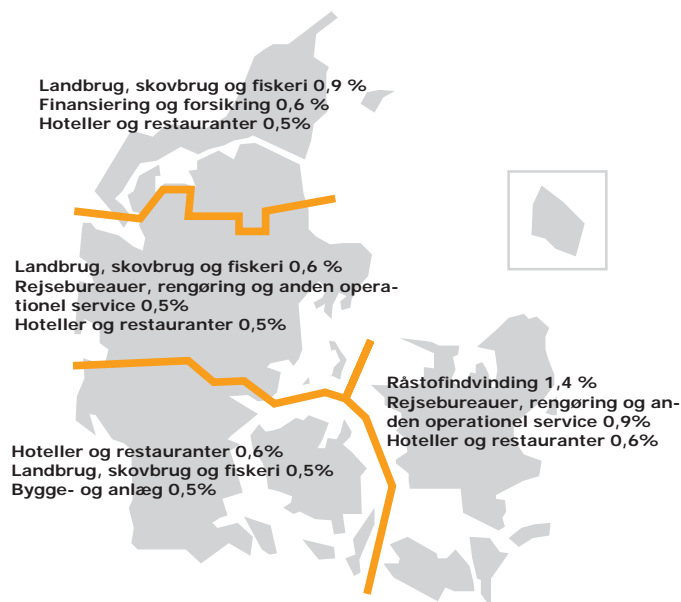 Landbrug, skovbrug og fiskeri 0,9 %
Finansiering og forsikring 0,6 %
Hoteller og restauranter 0,5%
Landbrug, skovbrug og fiskeri 0,6 %
Rejsebureauer, rengøring og anden opera-
tionel service 0,5%
Hoteller og restauranter 0,5%
Råstofindvinding 1,4 %
Rejsebureauer, rengøring og an-
den operationel service 0,9%
Hoteller og restauranter 0,6%
Hoteller og restauranter 0,6%
Landbrug, skovbrug og fiskeri 0,5%
Bygge- og anlæg 0,5%